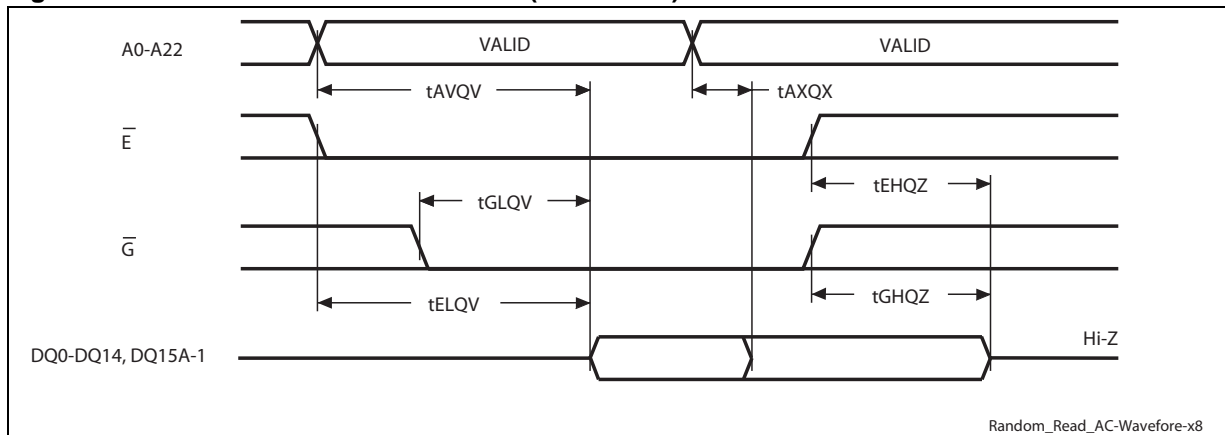 A0-A22
VALID
VALID
tAVQV
tAXQX
E
tEHQZ
tGLQV
G
tELQV
tGHQZ
Hi-Z
DQ0-DQ14, DQ15A-1
Random_Read_AC-Wavefore-x8